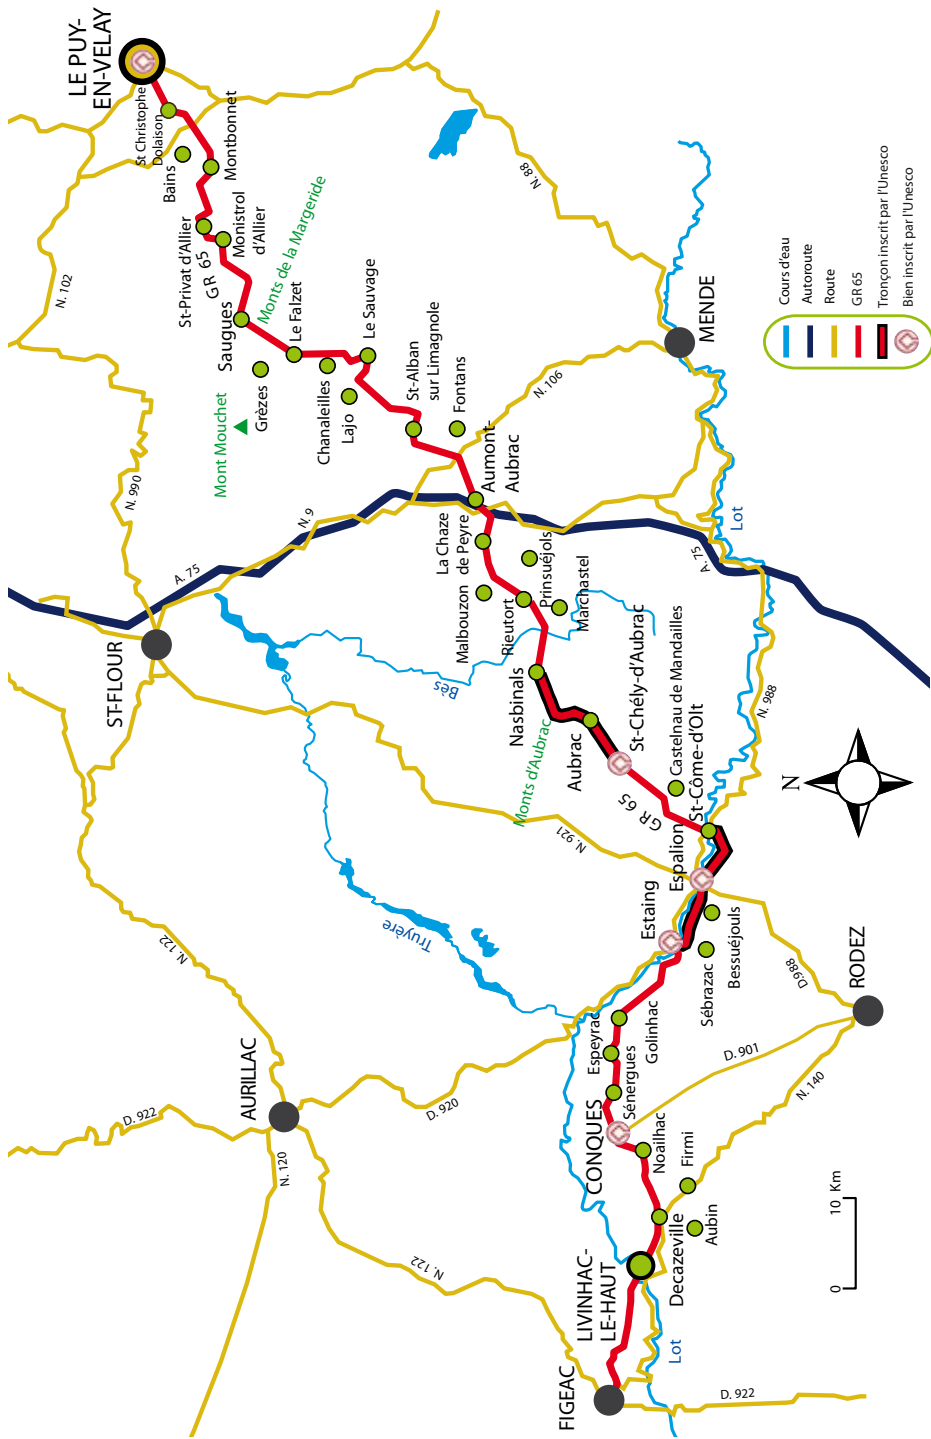 LE PUY-
EN-VELAY
St Christophe
Dolaison
Bains
Montbonnet
St-Privat d'Allier
Monistrol
d'Allier
GR 65
Saugues
Monts de la Margeride
Le Falzet
Grèzes
Mont Mouchet
Chanaleilles
Le Sauvage
Lajo
St-Alban
sur Limagnole
Fontans
Aumont-
Aubrac
La Chaze
de Peyre
Malbouzon
Prinsuéjols
Rieutort
Marchastel
Nasbinals
Monts d'Aubrac
Aubrac
St-Chély-d'Aubrac
GR 65
Castelnau de Mandailles
St-Côme-d'Olt
Espalion
Bessuéjouls
Estaing
Sébrazac
Golinhac
Espeyrac
Sénergues
CONQUES
Noailhac
Firmi
Aubin
Decazeville
LIVINHAC-
LE-HAUT
FIGEAC
AURILLAC
ST-FLOUR
MENDE
RODEZ
N. 102
N. 88
N. 990
N. 9
A. 75
N. 106
A. 75
Lot
N. 988
Bès
N. 921
Truyère
N. 122
D.988
D. 901
N. 140
D. 920
D. 922
N. 120
N. 122
Lot
D. 922
Cours d'eau
Autoroute
Route
GR 65
Tronçon inscrit par l'Unesco
Bien inscrit par l'Unesco
N
0
10 Km